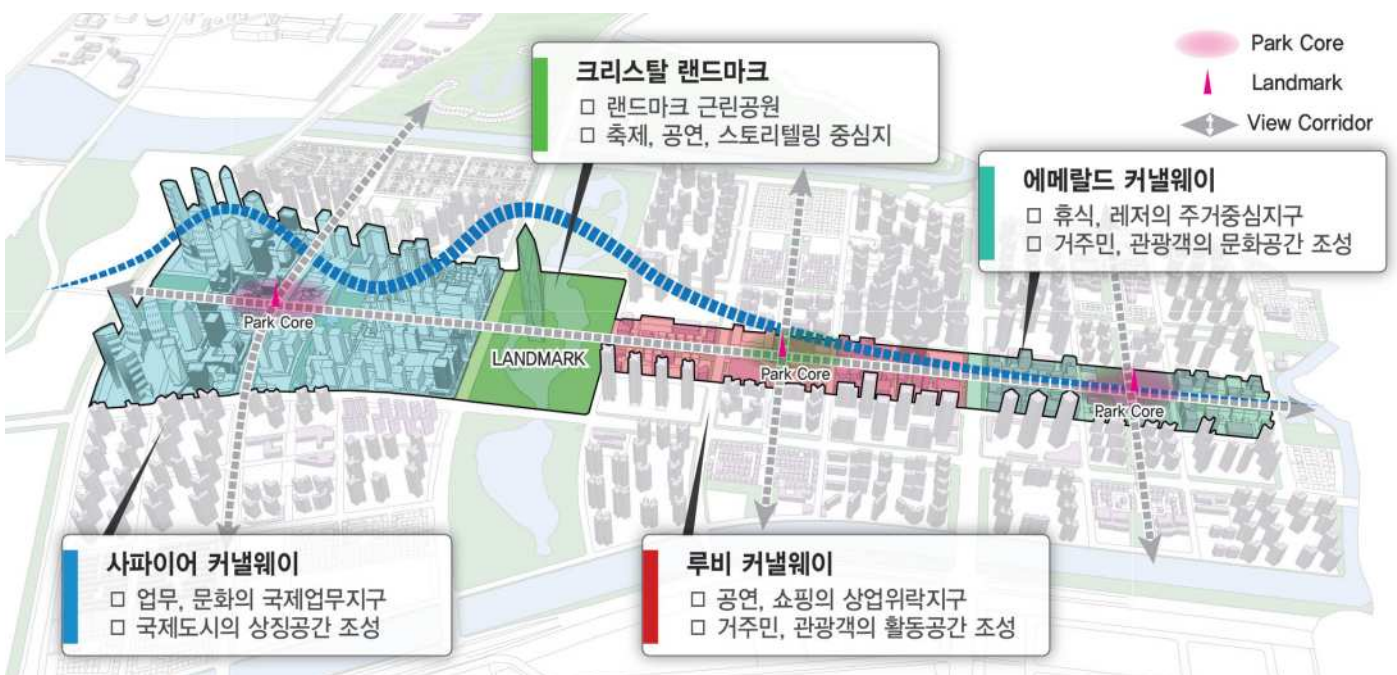 크리스탈 랜드마크
□ 랜드마크 근린공원
□ 축제, 공연, 스토리텔링 중심지
Park Core
Landmark
View Corridor
에메랄드 커낼웨이
□ 휴식, 레저의 주거중심지구
□ 거주민, 관광객의 문화공간 조성
Park Core
LANDMARK
Park Core
Park Core
사파이어 커낼웨이
□ 업무, 문화의 국제업무지구
□ 국제도시의 상징공간 조성
루비 커낼웨이
□ 공연, 쇼핑의 상업위락지구
□ 거주민, 관광객의 활동공간 조성